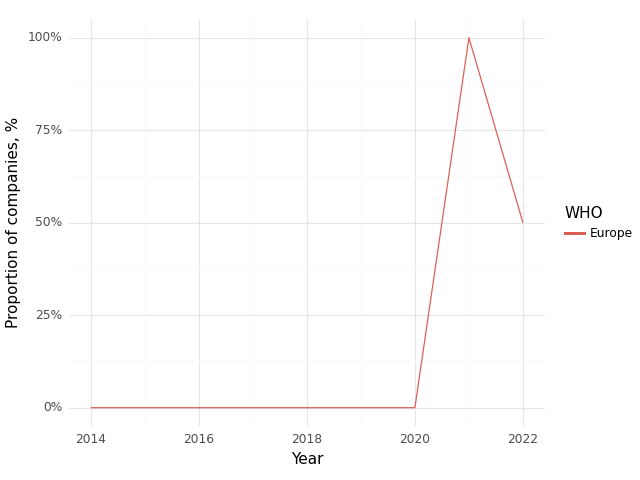 100%
75%
50%
25%
0%
Proportion of companies, %
2014
2016
2018
2020
2022
Year
WHO
Europe